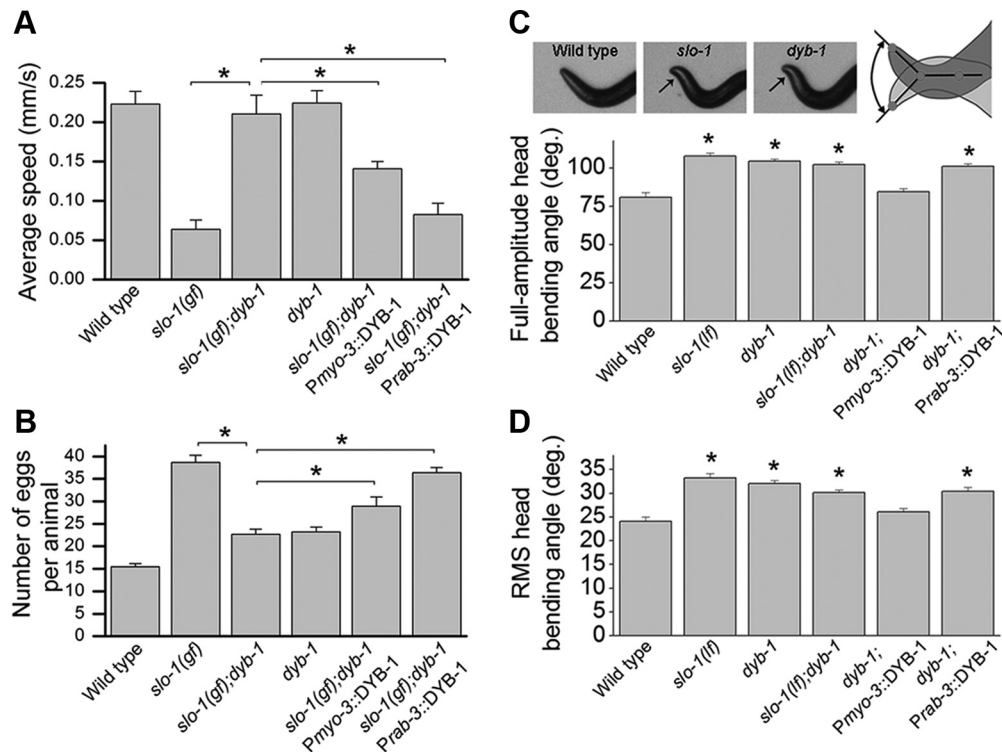 A
Average speed (mm/s)
0.25
0.20
0.15
0.10
0.05
0.00
*
*
*
Wild type
slo-1(gf)
slo-1(gf);dyb-1
dyb-1
slo-1(gf);dyb-1
Pmyo-3::DYB-1
slo-1(gf);dyb-1
Prab-3::DYB-1
B
Number of eggs
per animal
40
35
30
25
20
15
10
5
0
*
*
*
Wild type
slo-1(gf)
slo-1(gf);dyb-1
dyb-1
slo-1(gf);dyb-1
Pmyo-3::DYB-1
slo-1(gf);dyb-1
Prab-3::DYB-1
C
Wild type
slo-1
dyb-1
Full-amplitude head
bending angle (deg.)
100
75
50
25
0
*
*
*
*
Wild type
slo-1(lf)
dyb-1
slo-1(lf);dyb-1
dyb-1;
Pmyo-3::DYB-1
dyb-1;
Prab-3::DYB-1
D
RMS head
bending angle (deg.)
35
30
25
20
15
10
5
0
*
*
*
*
Wild type
slo-1(lf)
dyb-1
slo-1(lf);dyb-1
dyb-1;
Pmyo-3::DYB-1
dyb-1;
Prab-3::DYB-1